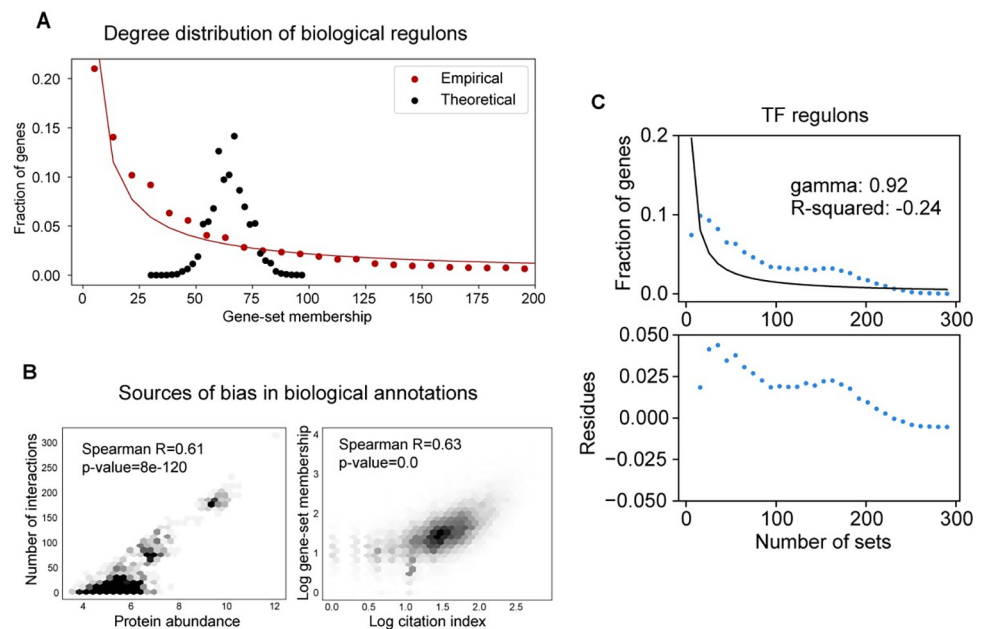 A
Degree distribution of biological regulons
Fraction of genes
0.20
0.15
0.10
0.05
0.00
Empirical
Theoretical
0 25 50 75 100 125 150 175 200
Gene-set membership
B
Sources of bias in biological annotations
Number of interactions
300
250
200
150
100
50
0
Spearman R=0.61
p-value=8e-120
4 6 8 10 12
Protein abundance
Log gene-set membership
4
3
2
1
0
Spearman R=0.63
p-value=0.0
0.0 0.5 1.0 1.5 2.0 2.5
Log citation index
C
TF regulons
Fraction of genes
0.2
0.1
0.0
gamma: 0.92
R-squared: -0.24
0 100 200 300
Residues
0.050
0.025
0.000
−0.025
−0.050
0 100 200 300
Number of sets